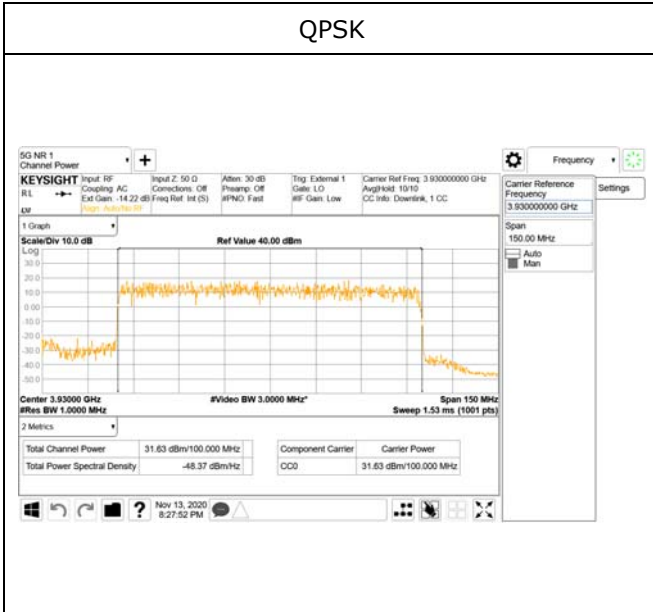 QPSK
5G NR 1
Channel Power
Frequency
KEYSIGHT
Input: RF
Input Z: 50 Ω
Atten: 30 dB
Trig: External 1
Carrier Ref Freq: 3.930000000 GHz
RL
Coupling: AC
Corrections: Off
Preamp: Off
Gate: LO
Avg|Hold: 10/10
Ext Gain: -14.22 dB
Freq Ref: Int (S)
#PNO: Fast
#IF Gain: Low
CC Info: Downlink, 1 CC
Align: Auto/No RF
Carrier Reference
Frequency
3.930000000 GHz
Settings
Span
150.00 MHz
Auto
Man
1 Graph
Scale/Div 10.0 dB
Ref Value 40.00 dBm
Log
30.0
20.0
10.0
0.00
-10.0
-20.0
-30.0
-40.0
-50.0
Center 3.93000 GHz
#Video BW 3.0000 MHz*
Span 150 MHz
#Res BW 1.0000 MHz
Sweep 1.53 ms (1001 pts)
2 Metrics
Total Channel Power
31.63 dBm/100.000 MHz
Component Carrier
Carrier Power
Total Power Spectral Density
-48.37 dBm/Hz
CC0
31.63 dBm/100.000 MHz
Nov 13, 2020
8:27:52 PM